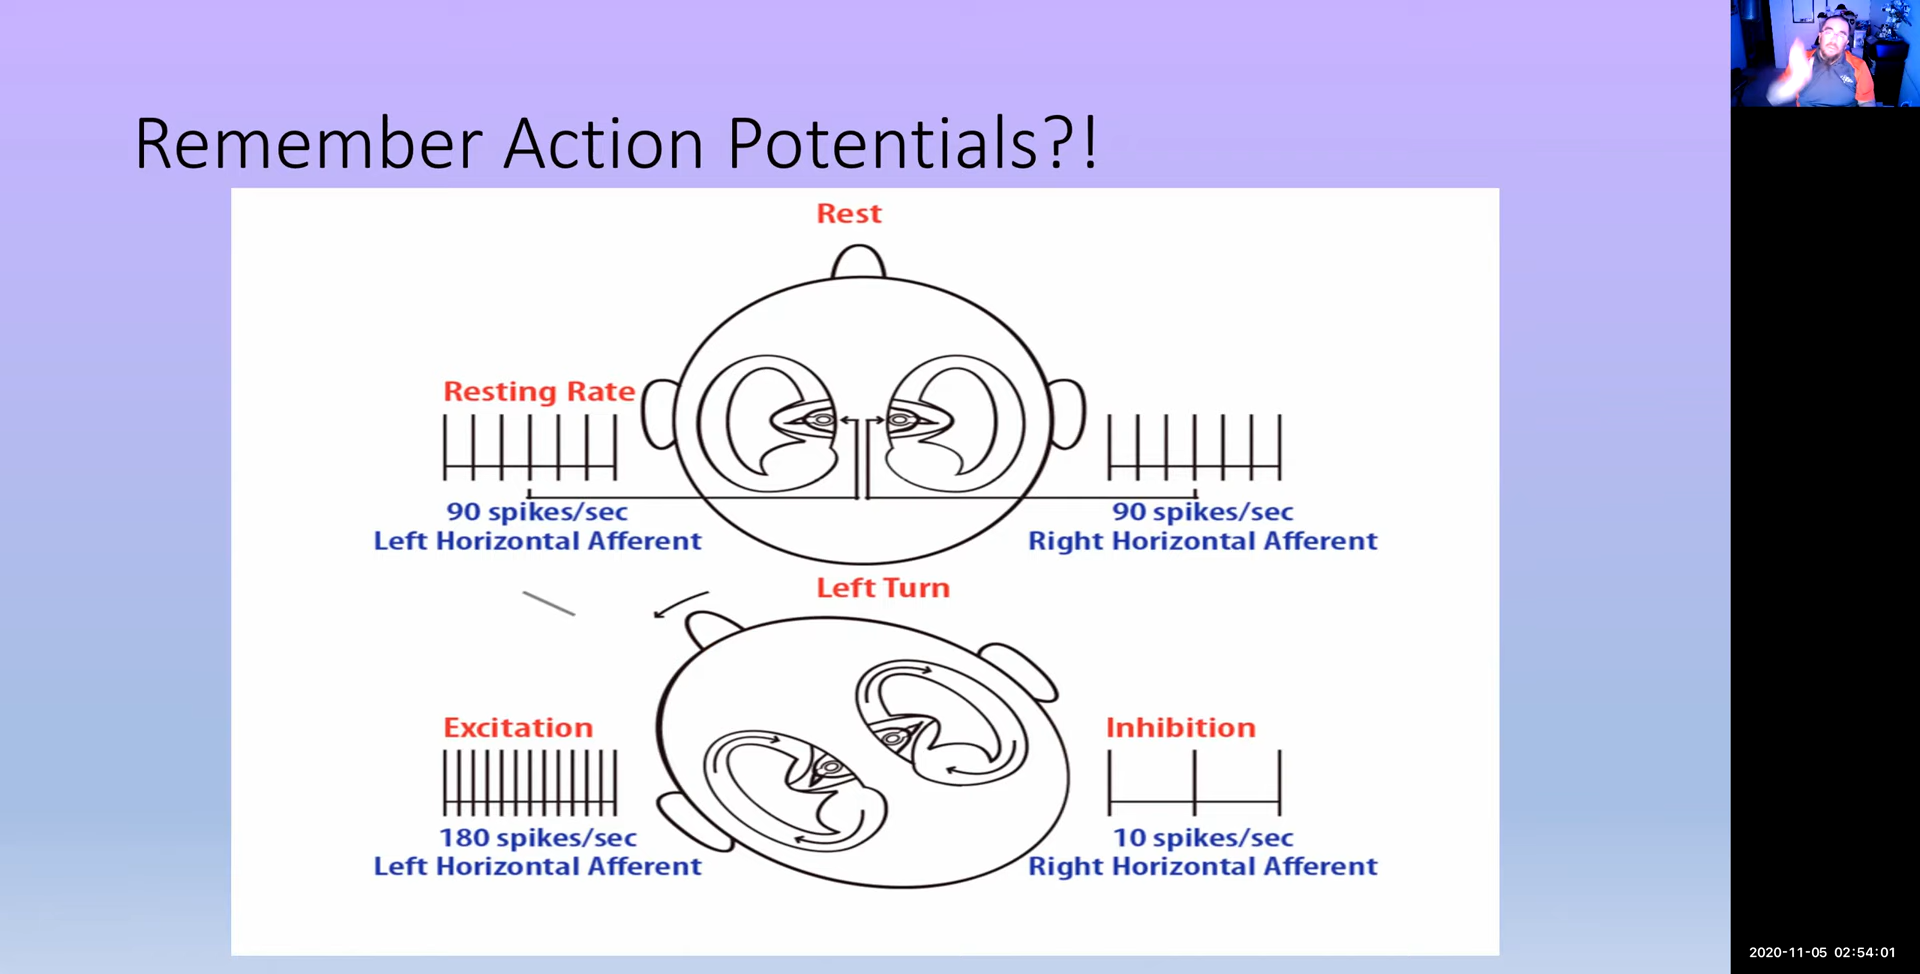 Remember Action Potentials?!
Rest
Resting Rate
90 spikes/sec
Left Horizontal Afferent
90 spikes/sec
Right Horizontal Afferent
Left Turn
Excitation
180 spikes/sec
Left Horizontal Afferent
Inhibition
10 spikes/sec
Right Horizontal Afferent
2020-11-05 02:54:01